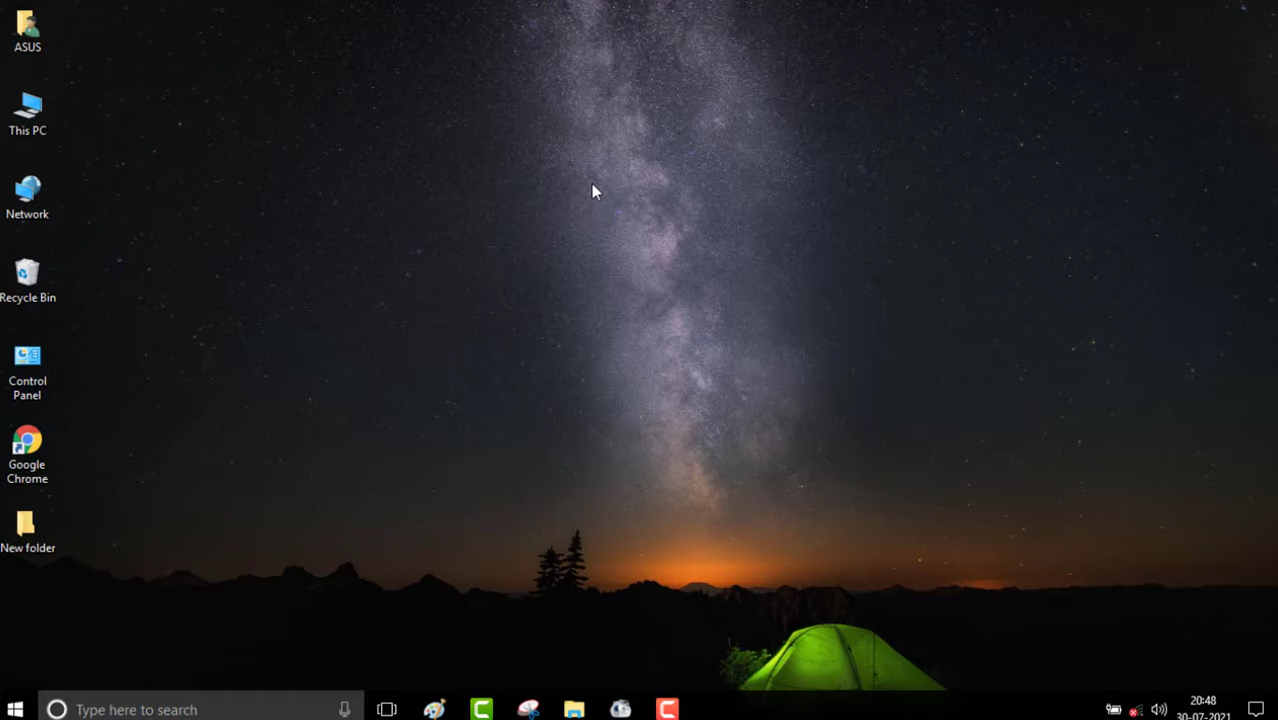 ASUS
This PC
Network
Recycle Bin
Control
Panel
Google
Chrome
New folder
Type here to search
20:48
30-07-2021